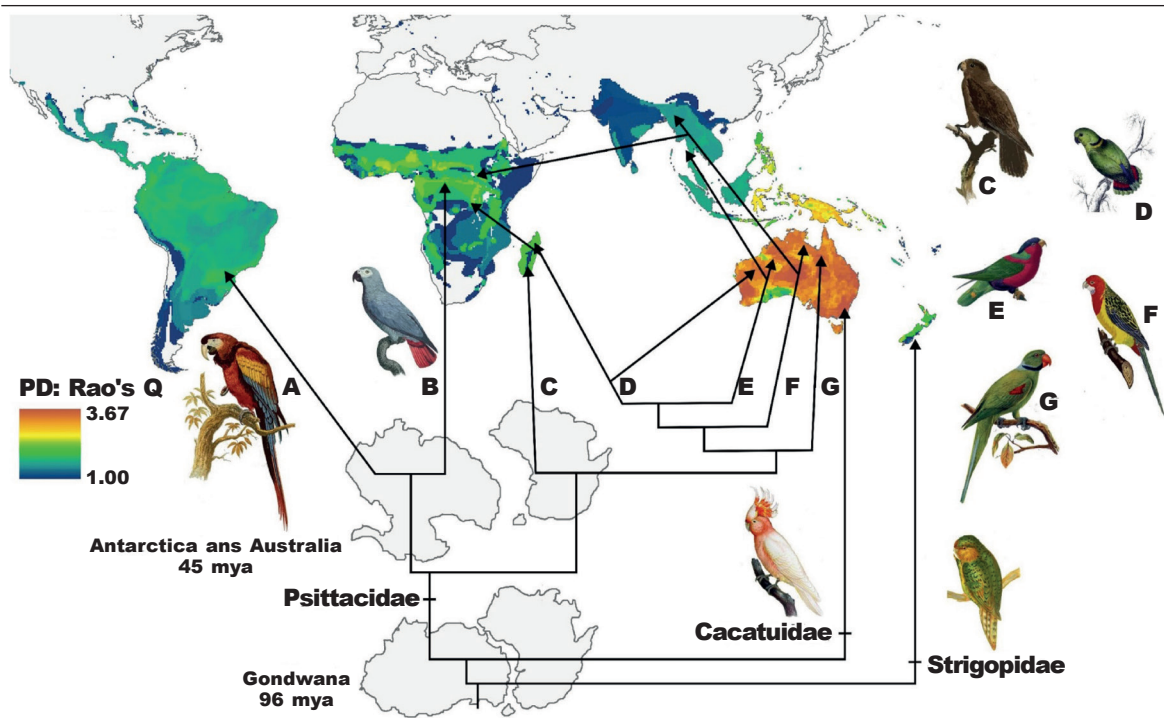 C
D
E
F
G
PD: Rao's Q
3.67
1.00
A
B
C
D
E
F
G
Antarctica ans Australia
45 mya
Psittacidae
Cacatuidae
Strigopidae
Gondwana
96 mya